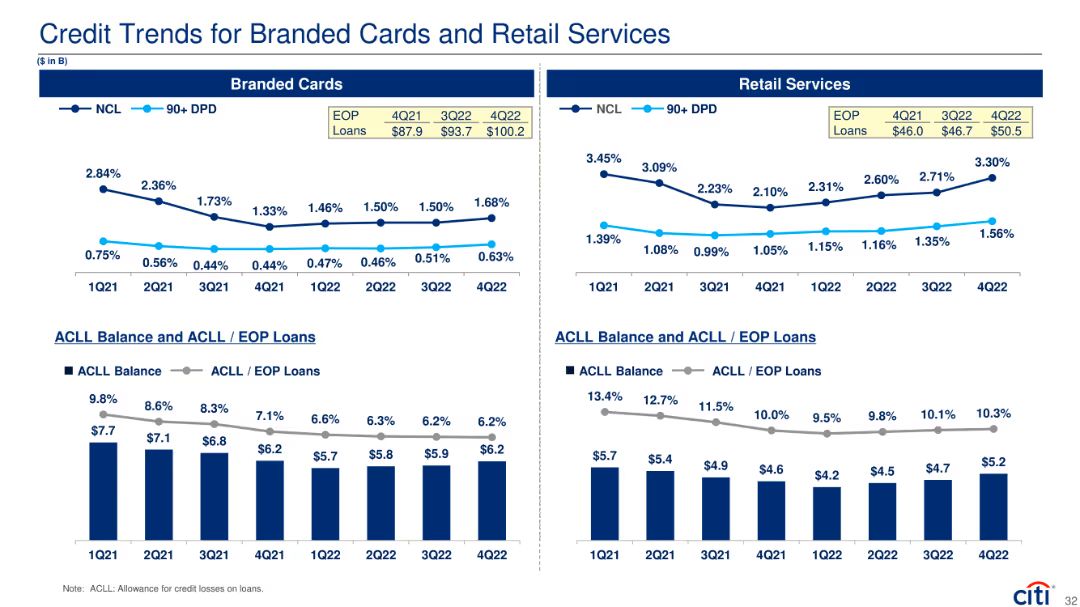 Credit Trends for Branded Cards and Retail Services
($ in B)
Branded Cards
NCL 90+ DPD
EOP 4Q21 3Q22 4Q22
Loans $87.9 $93.7 $100.2
2.84% 2.36% 1.73% 1.33% 1.46% 1.50% 1.50% 1.68%
0.75% 0.56% 0.44% 0.44% 0.47% 0.46% 0.51% 0.63%
1Q21 2Q21 3Q21 4Q21 1Q22 2Q22 3Q22 4Q22
ACLL Balance and ACLL / EOP Loans
ACLL Balance ACLL / EOP Loans
9.8% 8.6% 8.3% 7.1% 6.6% 6.3% 6.2% 6.2%
$7.7 $7.1 $6.8 $6.2 $5.7 $5.8 $5.9 $6.2
1Q21 2Q21 3Q21 4Q21 1Q22 2Q22 3Q22 4Q22
Retail Services
NCL 90+ DPD
EOP 4Q21 3Q22 4Q22
Loans $46.0 $46.7 $50.5
3.45% 3.09% 2.23% 2.10% 2.31% 2.60% 2.71% 3.30%
1.39% 1.08% 0.99% 1.05% 1.15% 1.16% 1.35% 1.56%
1Q21 2Q21 3Q21 4Q21 1Q22 2Q22 3Q22 4Q22
ACLL Balance and ACLL / EOP Loans
ACLL Balance ACLL / EOP Loans
13.4% 12.7% 11.5% 10.0% 9.5% 9.8% 10.1% 10.3%
$5.7 $5.4 $4.9 $4.6 $4.2 $4.5 $4.7 $5.2
1Q21 2Q21 3Q21 4Q21 1Q22 2Q22 3Q22 4Q22
Note: ACLL: Allowance for credit losses on loans.
citi®
32